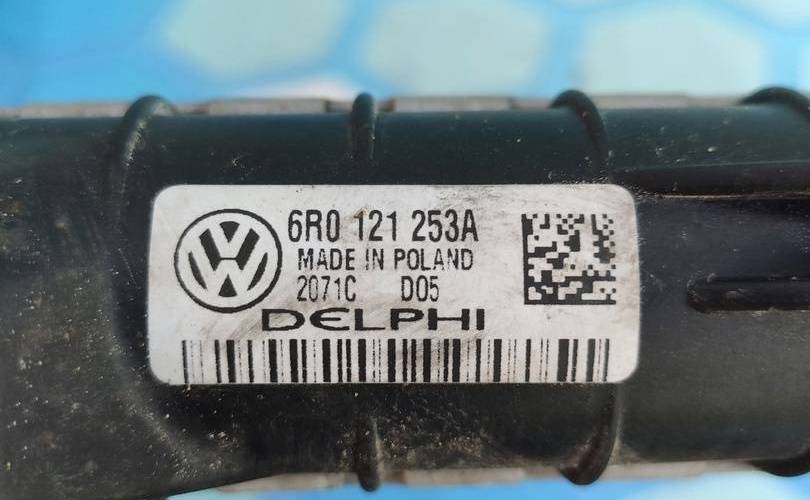 6R0 121 253A
MADE IN POLAND
2071C D05
DELPHI